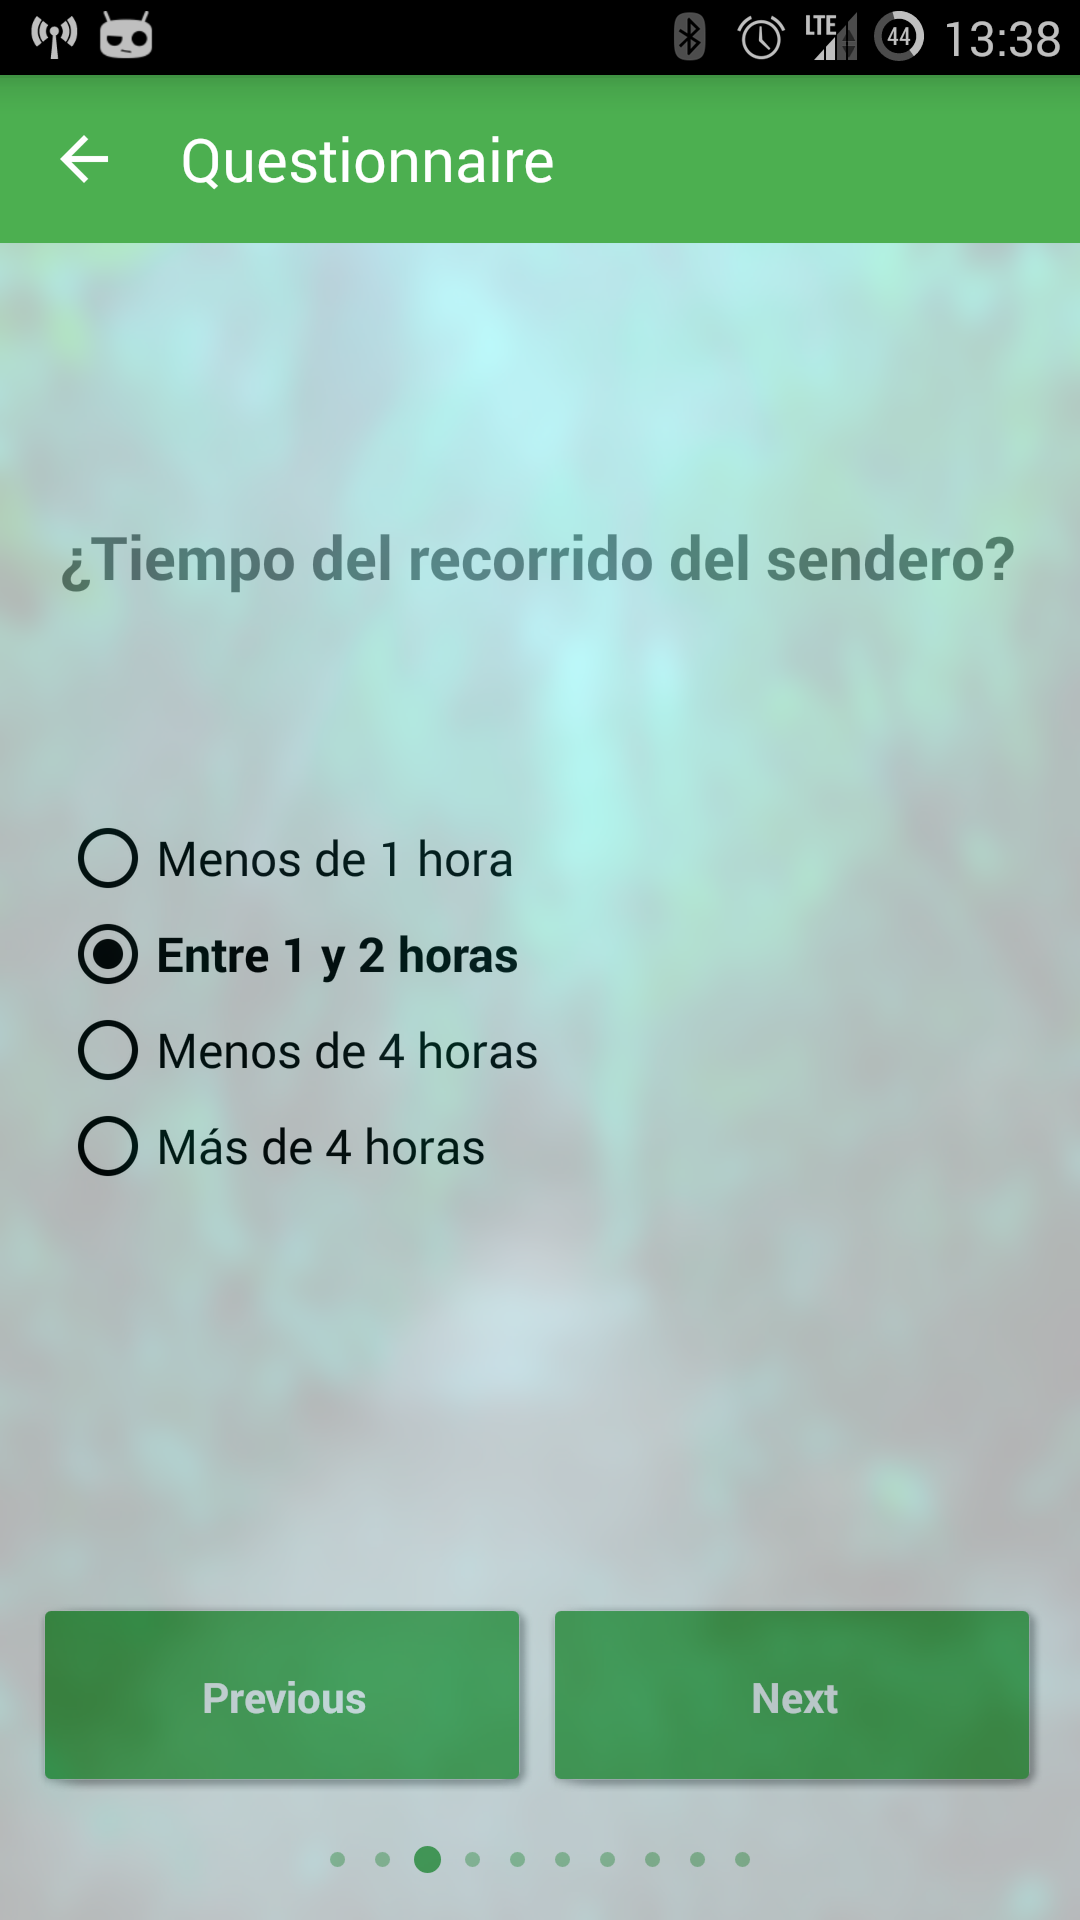 LTE 44 13:38
Questionnaire
¿Tiempo del recorrido del sendero?
Menos de 1 hora
Entre 1 y 2 horas
Menos de 4 horas
Más de 4 horas
Previous Next